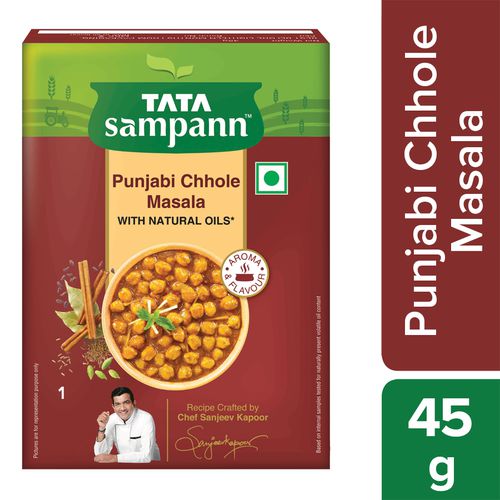 TATA
sampann™
Punjabi Chhole
Masala
WITH NATURAL OILS*
AROMA
& FLAVOUR
1
Recipe Crafted by
Chef Sanjeev Kapoor
Sanjeev Kapoor
Pictures are for representation purpose only
Based on internal samples tested for naturally present volatile oil content
Punjabi Chhole
Masala
45
g